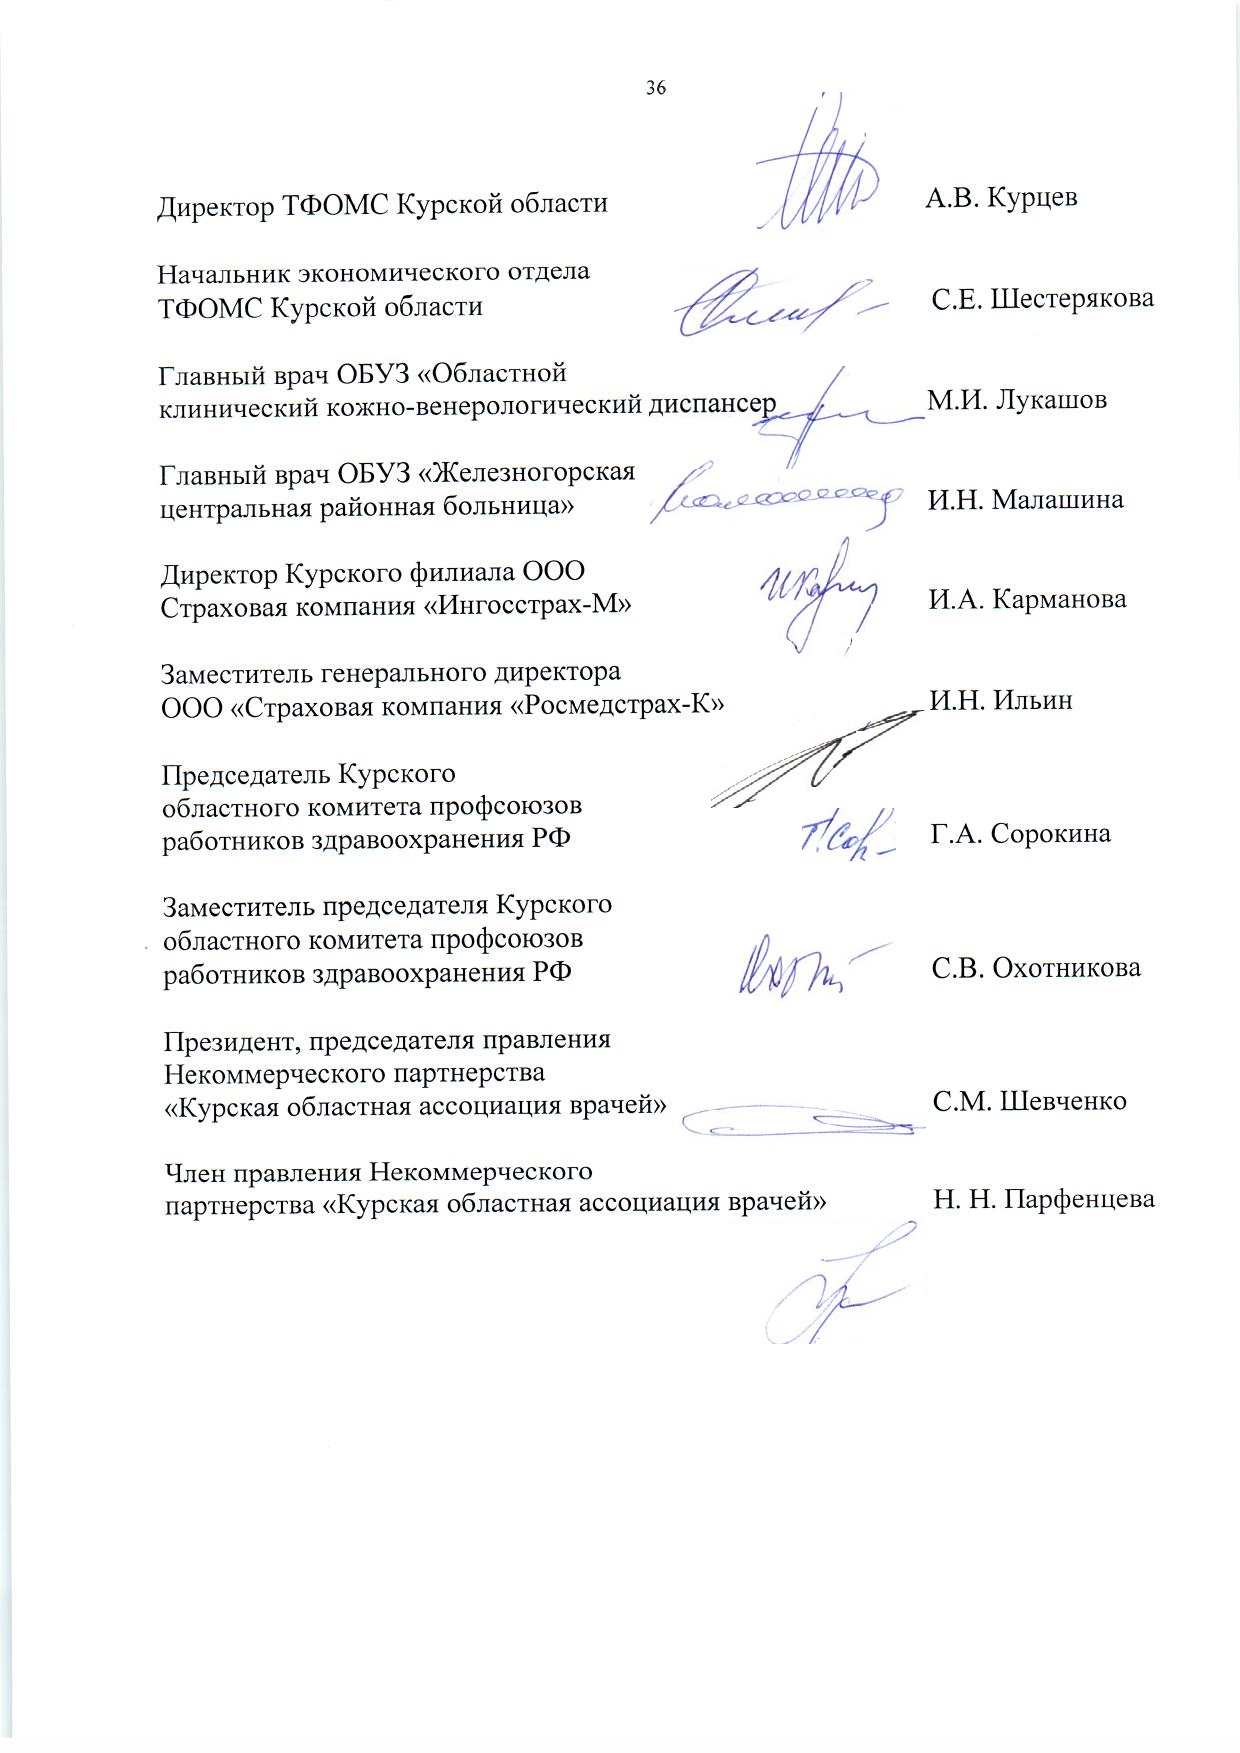 36
Директор ТФОМС Курской области А.В. Курцев
Начальник экономического отдела
ТФОМС Курской области С.Е. Шестерякова
Главный врач ОБУЗ «Областной
клинический кожно-венерологический диспансер М.И. Лукашов
Главный врач ОБУЗ «Железногорская
центральная районная больница» И.Н. Малашина
Директор Курского филиала ООО
Страховая компания «Ингосстрах-М» И.А. Карманова
Заместитель генерального директора
ООО «Страховая компания «Росмедстрах-К» И.Н. Ильин
Председатель Курского
областного комитета профсоюзов
работников здравоохранения РФ Г.А. Сорокина
Заместитель председателя Курского
областного комитета профсоюзов
работников здравоохранения РФ С.В. Охотникова
Президент, председателя правления
Некоммерческого партнерства
«Курская областная ассоциация врачей» С.М. Шевченко
Член правления Некоммерческого
партнерства «Курская областная ассоциация врачей» Н. Н. Парфенцева